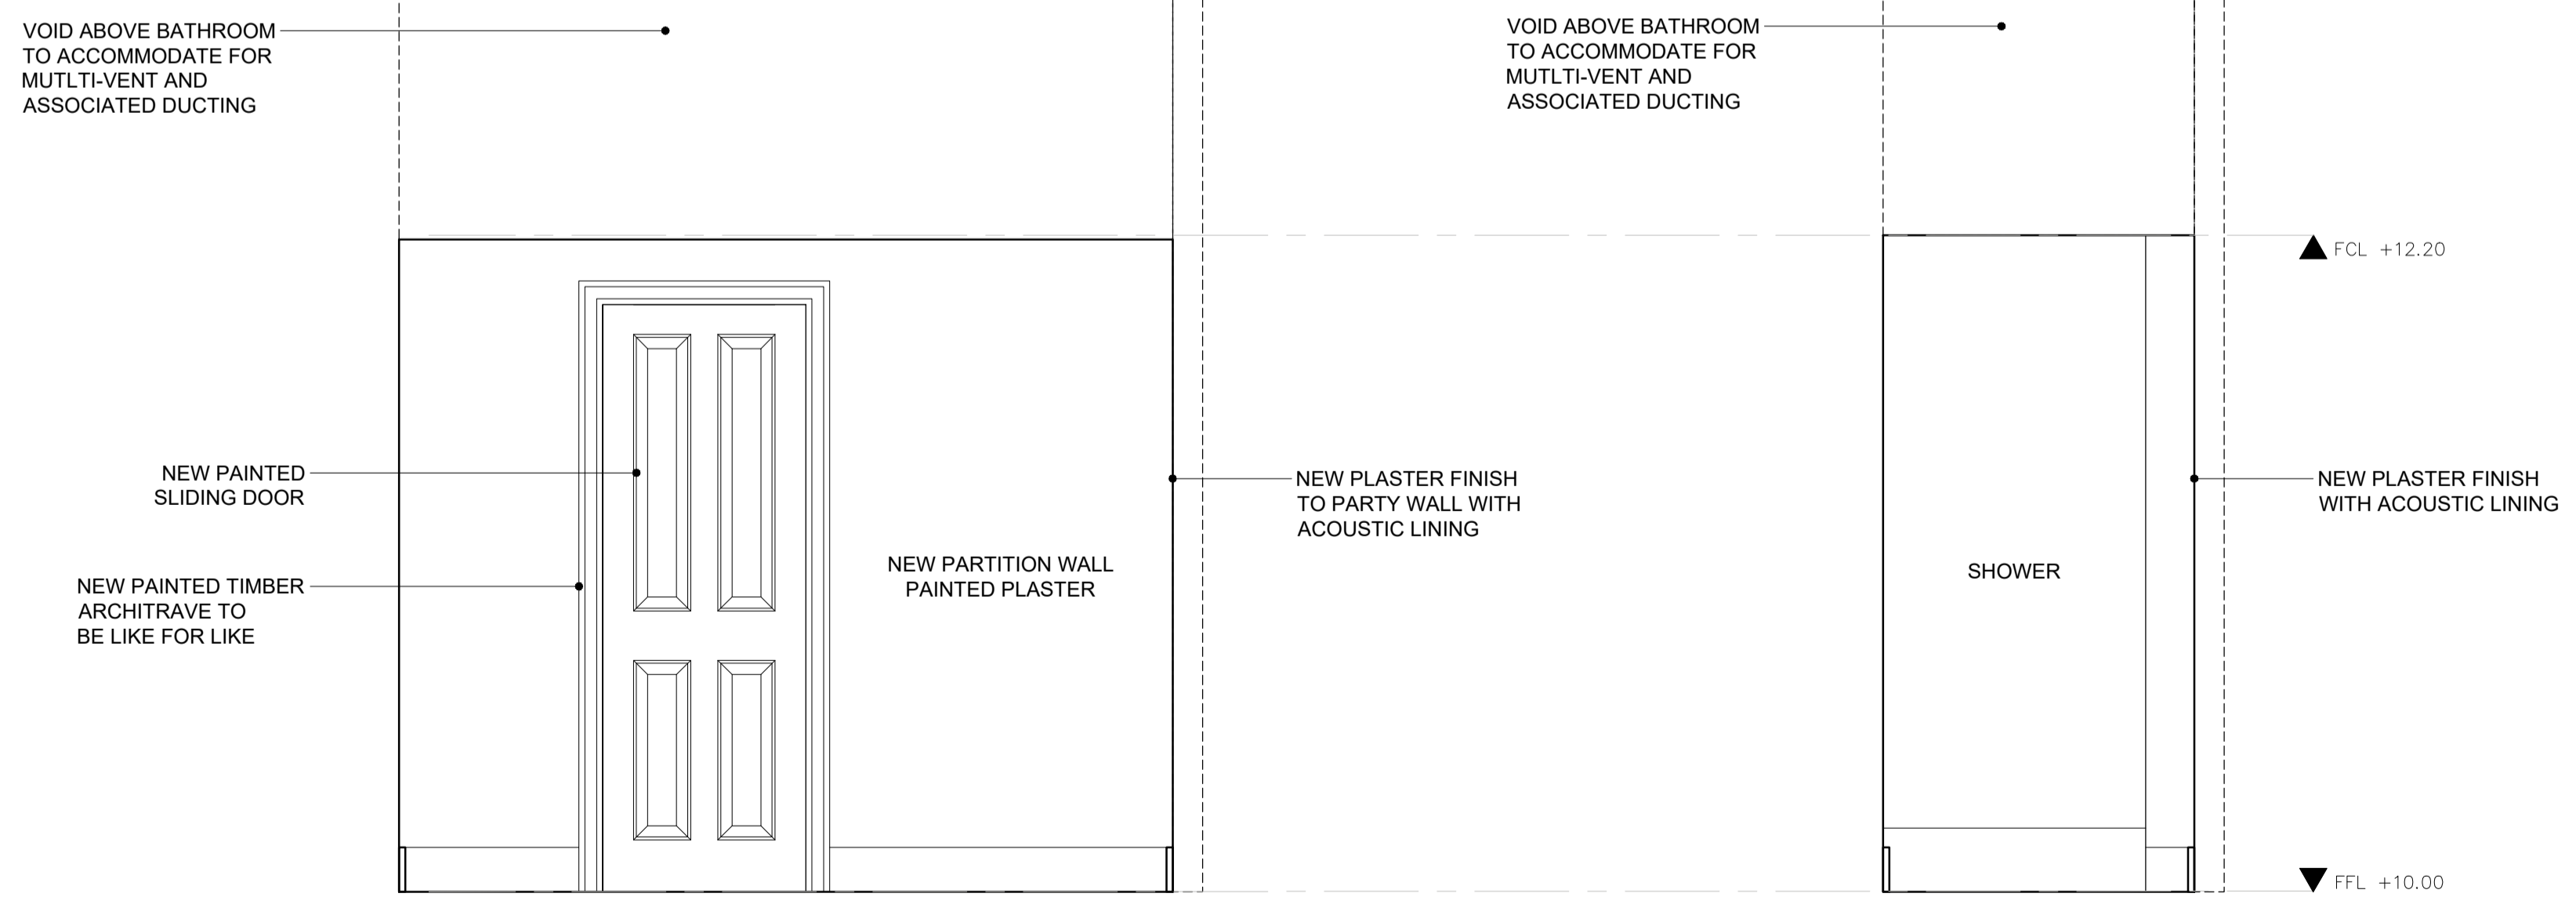 VOID ABOVE BATHROOM
TO ACCOMMODATE FOR
MUTLTI-VENT AND
ASSOCIATED DUCTING
VOID ABOVE BATHROOM
TO ACCOMMODATE FOR
MUTLTI-VENT AND
ASSOCIATED DUCTING
FCL +12.20
NEW PAINTED
SLIDING DOOR
NEW PLASTER FINISH
TO PARTY WALL WITH
ACOUSTIC LINING
NEW PLASTER FINISH
WITH ACOUSTIC LINING
NEW PAINTED TIMBER
ARCHITRAVE TO
BE LIKE FOR LIKE
NEW PARTITION WALL
PAINTED PLASTER
SHOWER
FFL +10.00